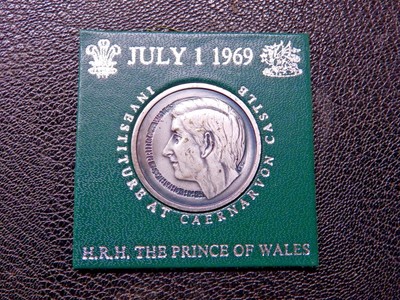 JULY 1 1969
INVESTITURE AT CAERNARVON CASTLE
H.R.H. THE PRINCE OF WALES